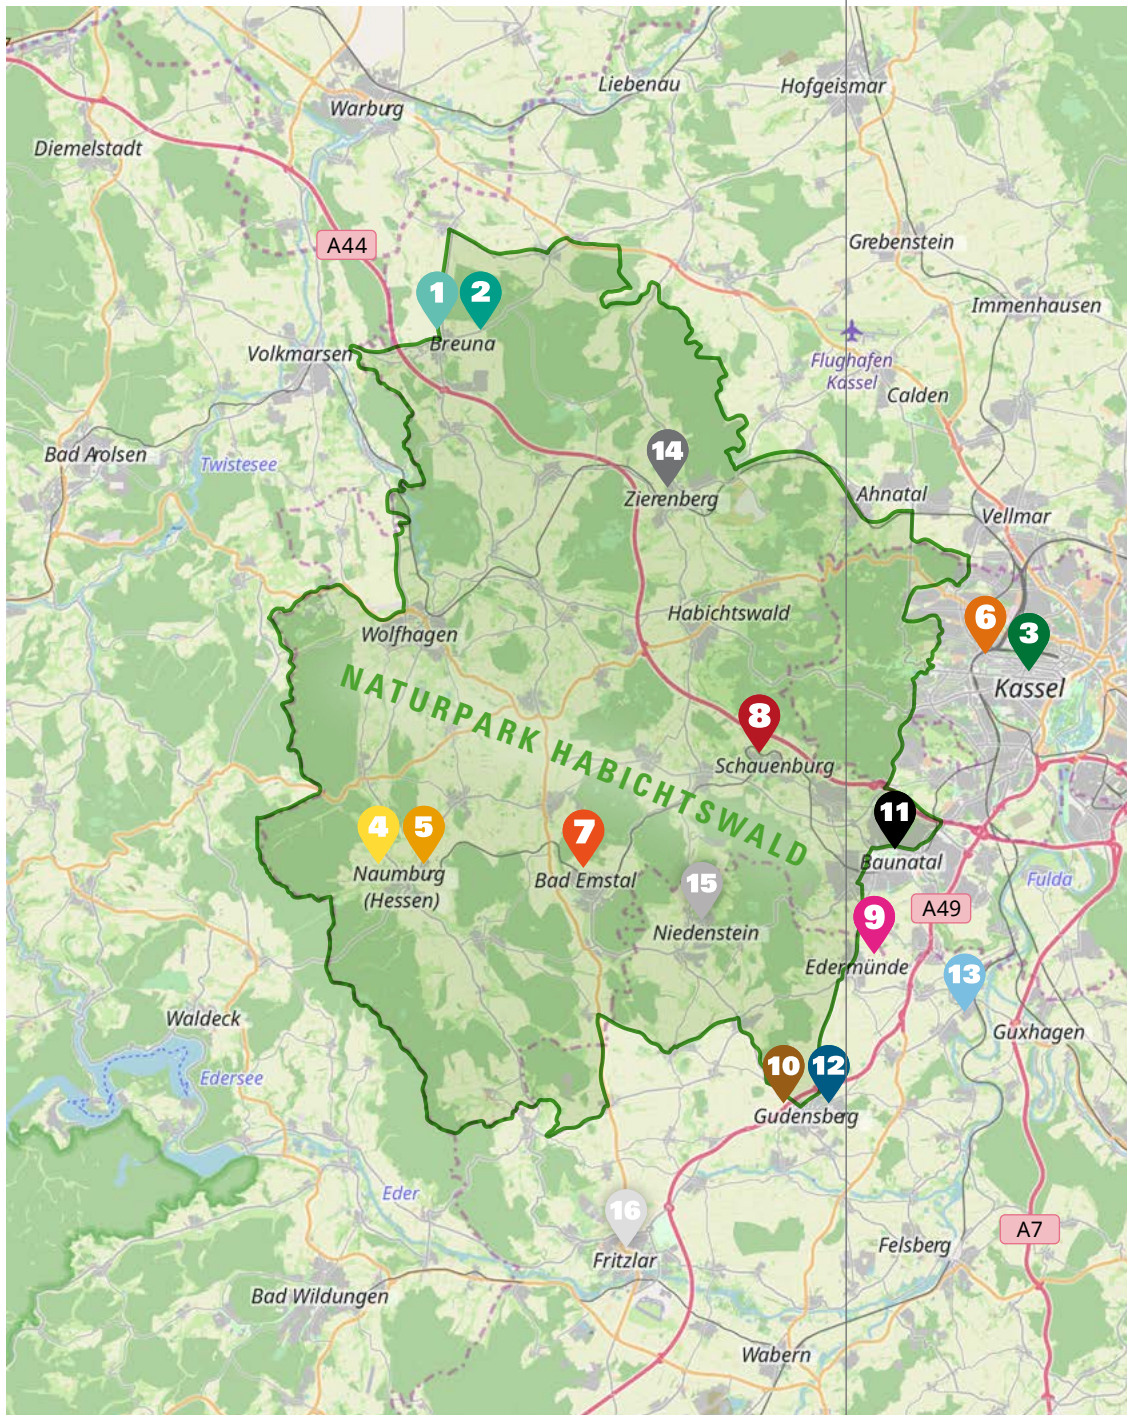 Liebenau
Hofgeismar
Warburg
Diemelstadt
A44
Grebenstein
1
2
Immenhausen
Breuna
Volkmarsen
Flughafen
Kassel
Calden
14
Bad Arolsen
Twistesee
Zierenberg
Ahnatal
Vellmar
Habichtswald
6
3
Wolfhagen
Kassel
NATURPARK HABICHTSWALD
8
Schauenburg
4
5
7
11
Naumburg
(Hessen)
Bad Emstal
Baunatal
15
Fulda
A49
9
Niedenstein
Edermünde
13
Waldeck
Guxhagen
Edersee
10
12
Gudensberg
Eder
16
A7
Felsberg
Fritzlar
Bad Wildungen
Wabern